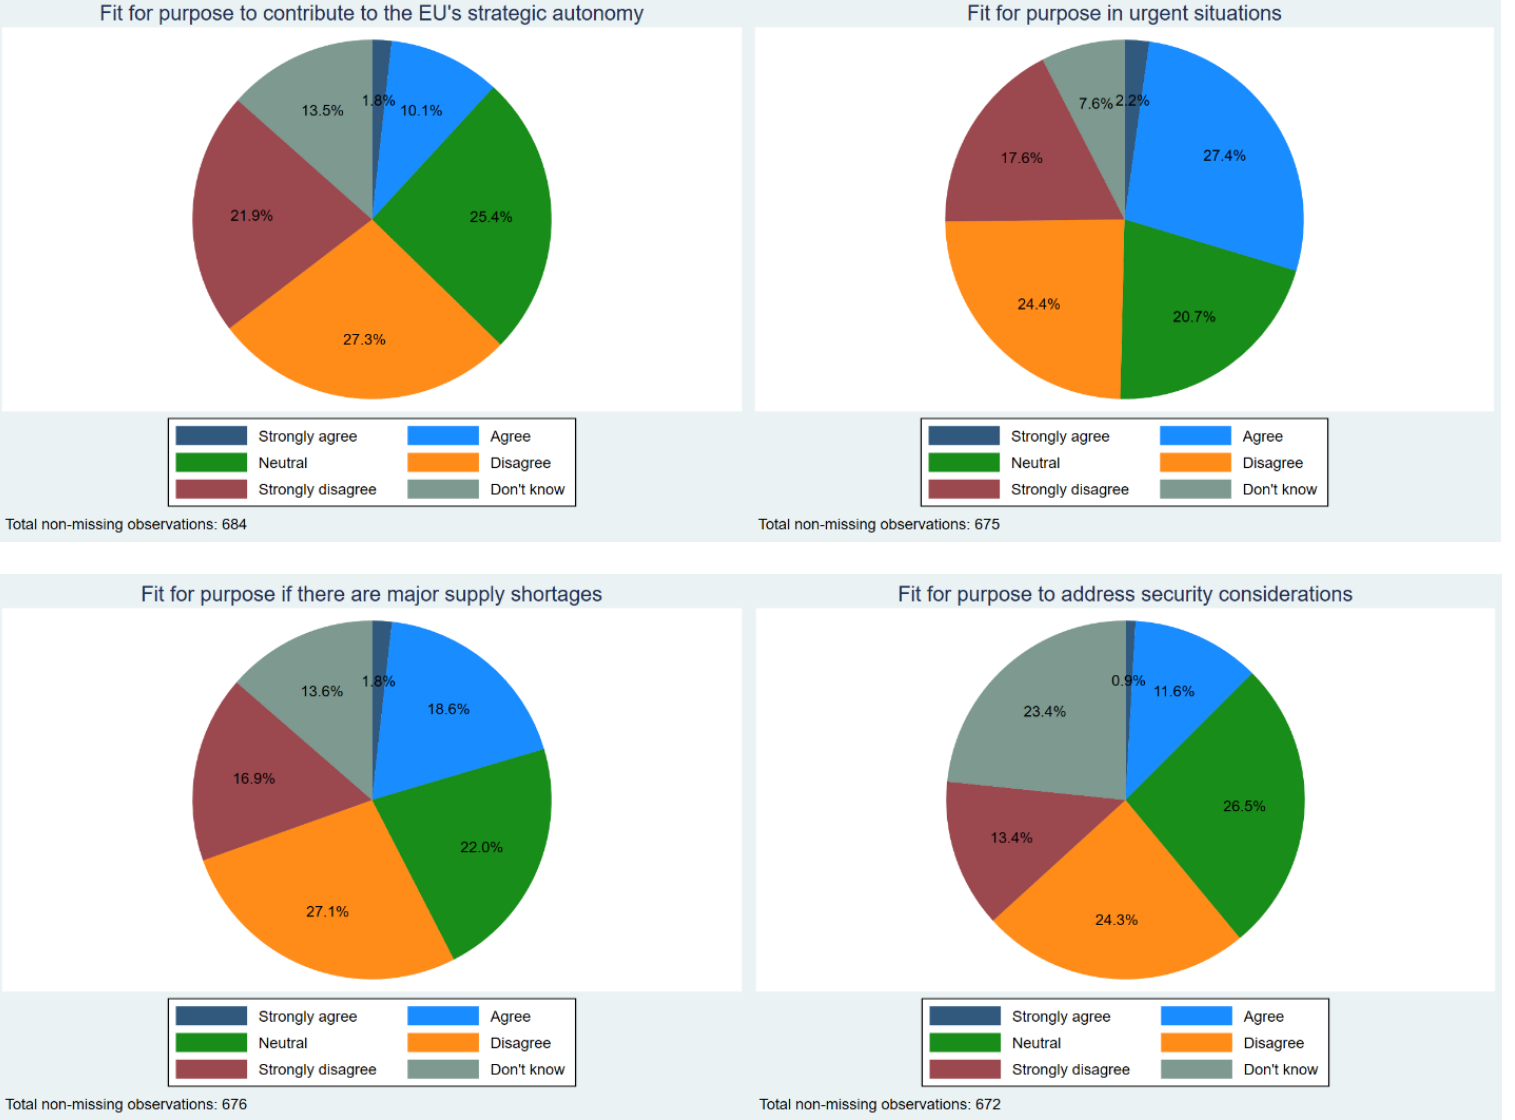 Fit for purpose to contribute to the EU's strategic autonomy
1.8%
10.1%
13.5%
21.9%
25.4%
27.3%
Strongly agree
Agree
Neutral
Disagree
Strongly disagree
Don't know
Total non-missing observations: 684
Fit for purpose in urgent situations
7.6%
2.2%
27.4%
17.6%
24.4%
20.7%
Strongly agree
Agree
Neutral
Disagree
Strongly disagree
Don't know
Total non-missing observations: 675
Fit for purpose if there are major supply shortages
1.8%
13.6%
18.6%
16.9%
22.0%
27.1%
Strongly agree
Agree
Neutral
Disagree
Strongly disagree
Don't know
Total non-missing observations: 676
Fit for purpose to address security considerations
0.9%
11.6%
23.4%
26.5%
13.4%
24.3%
Strongly agree
Agree
Neutral
Disagree
Strongly disagree
Don't know
Total non-missing observations: 672